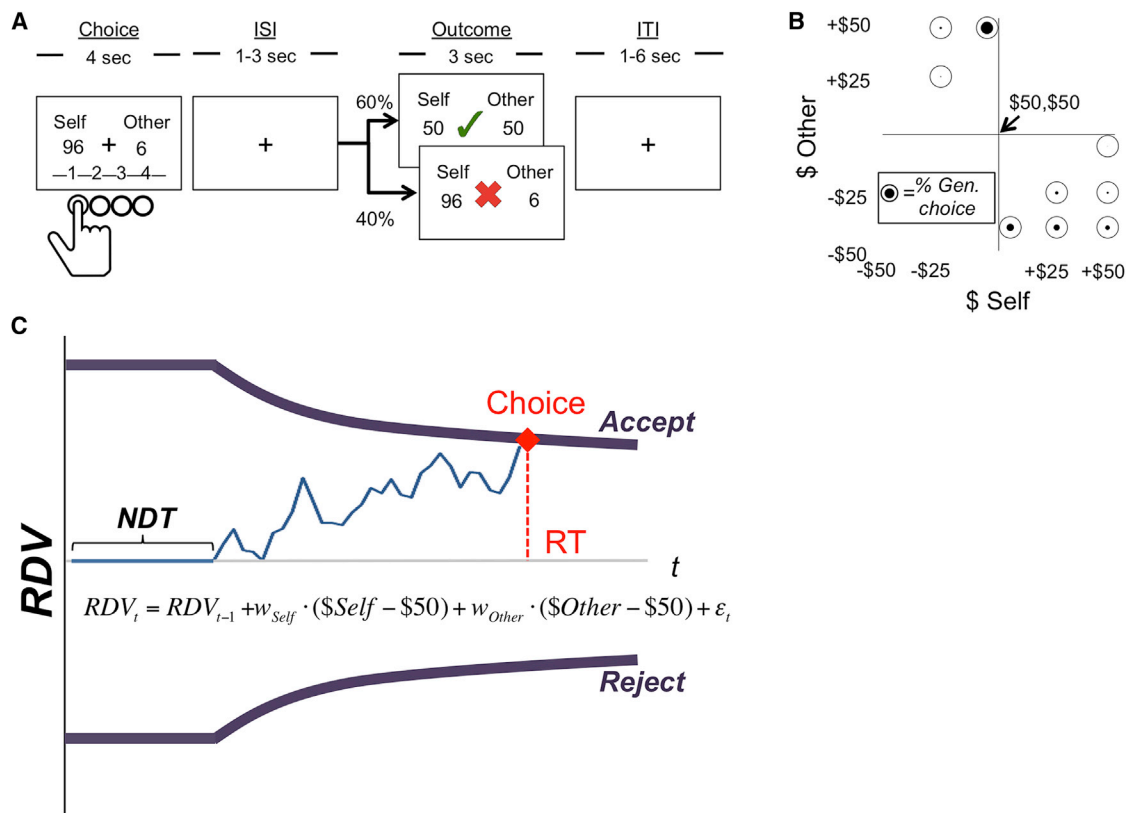 A
Choice ISI Outcome ITI
4 sec 1-3 sec 3 sec 1-6 sec
Self Other
96 + 6
—1—2—3—4—
+
60%
40%
Self Other
50 ✓ 50
Self Other
96 ✖ 6
+
B
+$50
+$25
-$25
-$50
$ Other
$50,$50
=% Gen.
choice
-$50 -$25 +$25 +$50
$ Self
C
RDV
NDT
Choice
Accept
RT
t
RDV_t = RDV_{t-1} + w_{Self} · ($Self – $50) + w_{Other} · ($Other – $50) + ε_t
Reject